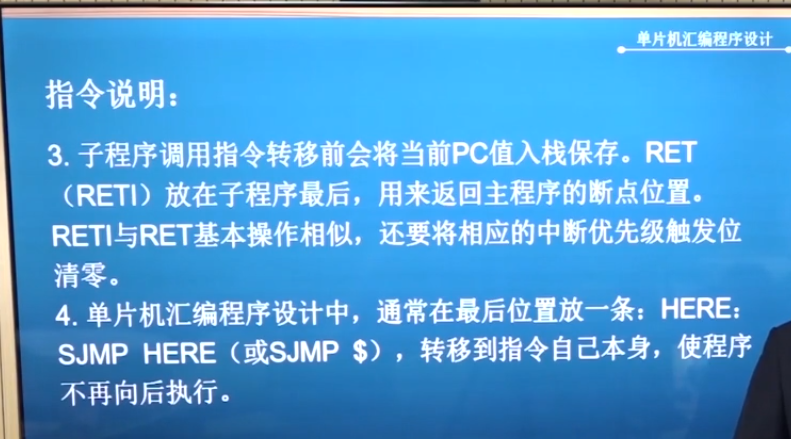 单片机汇编程序设计
指令说明：
3. 子程序调用指令转移前会将当前PC值入栈保存。RET
（RETI）放在子程序最后，用来返回主程序的断点位置。
RETI与RET基本操作相似，还要将相应的中断优先级触发位
清零。
4. 单片机汇编程序设计中，通常在最后位置放一条：HERE：
SJMP HERE（或SJMP $），转移到指令自己本身，使程序
不再向后执行。